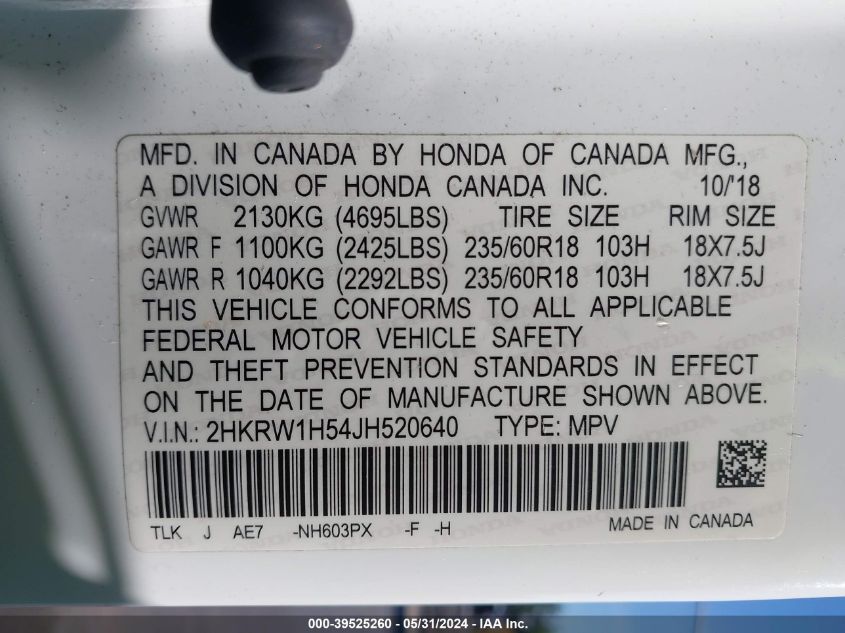 MFD. IN CANADA BY HONDA OF CANADA MFG.,
A DIVISION OF HONDA CANADA INC. 10/'18
GVWR 2130KG (4695LBS) TIRE SIZE RIM SIZE
GAWR F 1100KG (2425LBS) 235/60R18 103H 18X7.5J
GAWR R 1040KG (2292LBS) 235/60R18 103H 18X7.5J
THIS VEHICLE CONFORMS TO ALL APPLICABLE
FEDERAL MOTOR VEHICLE SAFETY
AND THEFT PREVENTION STANDARDS IN EFFECT
ON THE DATE OF MANUFACTURE SHOWN ABOVE.
V.I.N.: 2HKRW1H54JH520640 TYPE: MPV
TLK J AE7 -NH603PX -F -H MADE IN CANADA
000-39525260 - 05/31/2024 - IAA Inc.